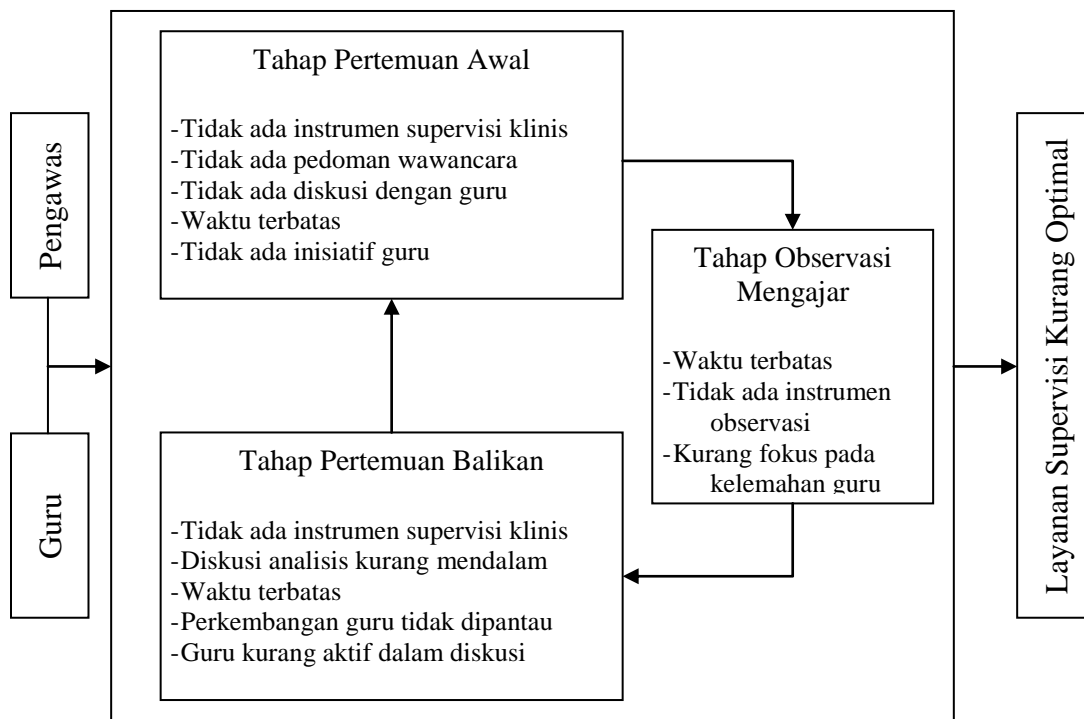 Pengawas
Guru
Tahap Pertemuan Awal
-Tidak ada instrumen supervisi klinis
-Tidak ada pedoman wawancara
-Tidak ada diskusi dengan guru
-Waktu terbatas
-Tidak ada inisiatif guru
Tahap Observasi
Mengajar
-Waktu terbatas
-Tidak ada instrumen
observasi
-Kurang fokus pada
kelemahan guru
Tahap Pertemuan Balikan
-Tidak ada instrumen supervisi klinis
-Diskusi analisis kurang mendalam
-Waktu terbatas
-Perkembangan guru tidak dipantau
-Guru kurang aktif dalam diskusi
Layanan Supervisi Kurang Optimal